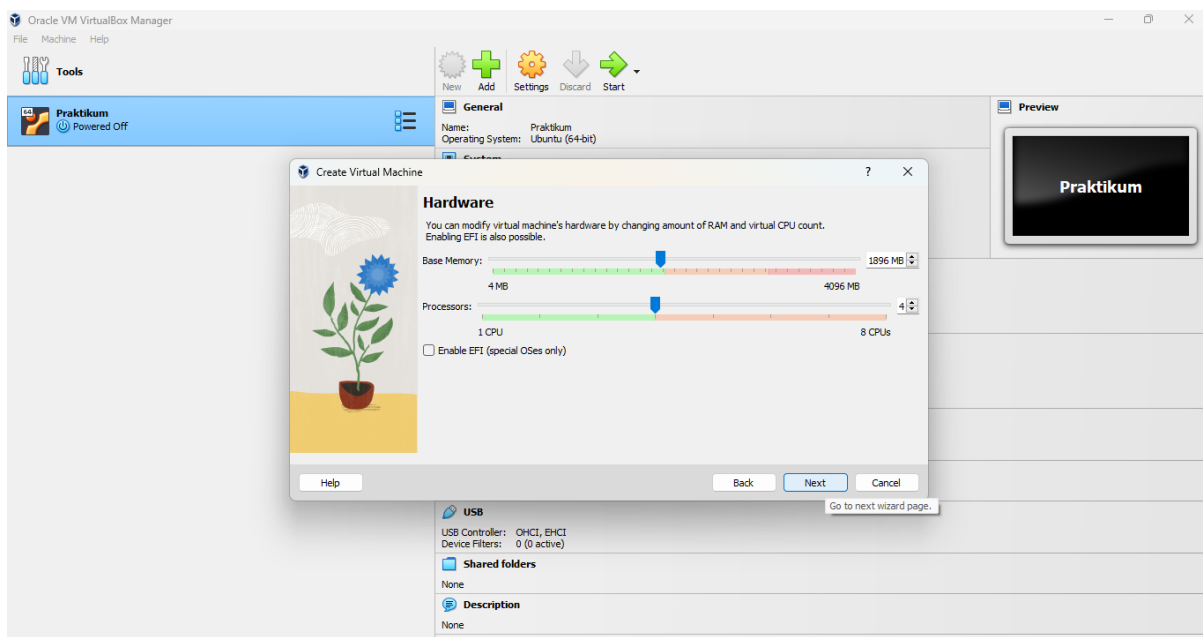 Oracle VM VirtualBox Manager
File Machine Help
Tools
New Add Settings Discard Start
64
Praktikum
Powered Off
General
Name: Praktikum
Operating System: Ubuntu (64-bit)
System
Preview
Praktikum
Create Virtual Machine
?
Hardware
You can modify virtual machine's hardware by changing amount of RAM and virtual CPU count.
Enabling EFI is also possible.
Base Memory: 1896 MB
4 MB 4096 MB
Processors: 4
1 CPU 8 CPUs
Enable EFI (special OSes only)
Help Back Next Cancel
Go to next wizard page.
USB
USB Controller: OHCI, EHCI
Device Filters: 0 (0 active)
Shared folders
None
Description
None